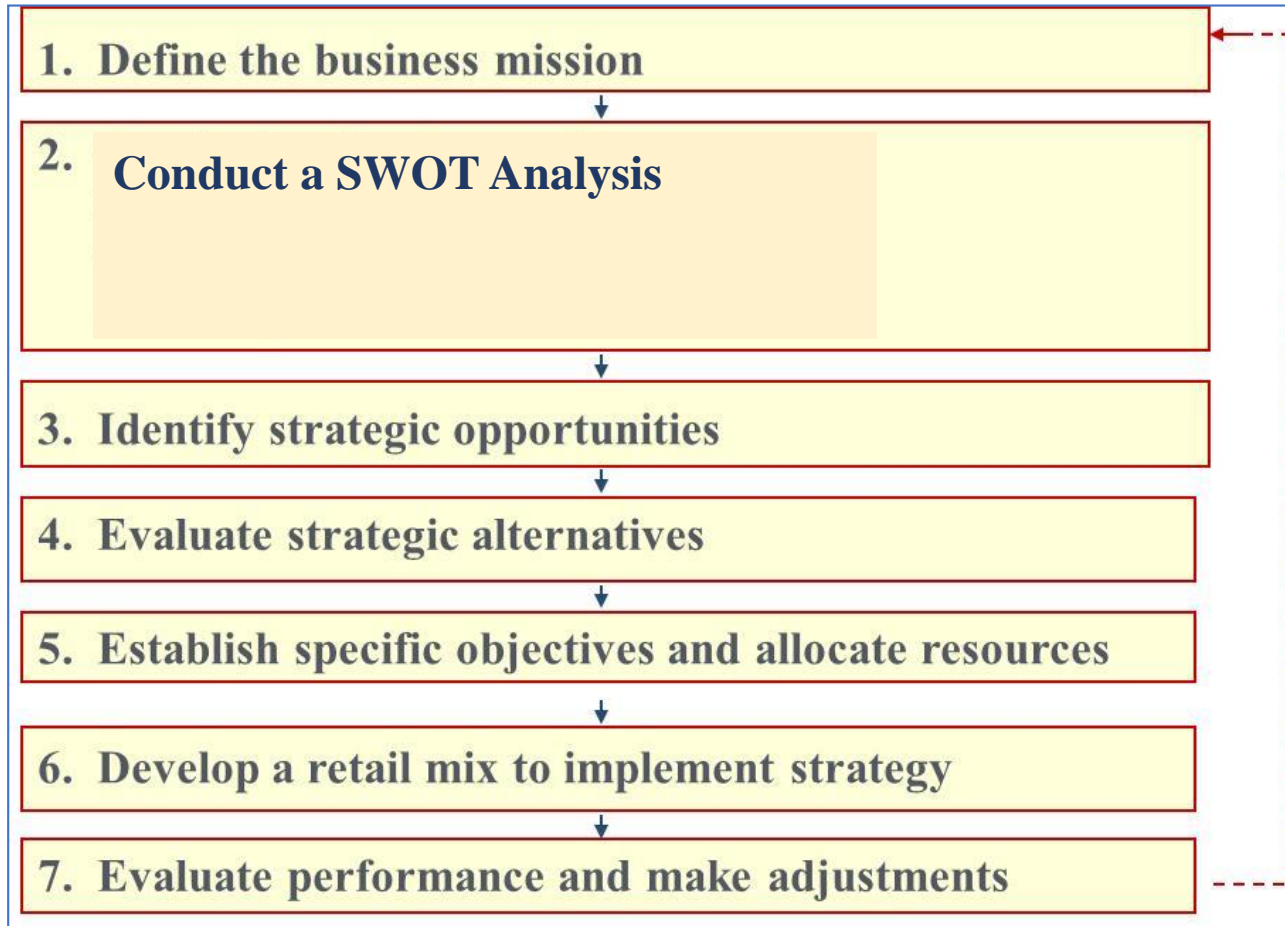 1. Define the business mission
2. Conduct a SWOT Analysis
3. Identify strategic opportunities
4. Evaluate strategic alternatives
5. Establish specific objectives and allocate resources
6. Develop a retail mix to implement strategy
7. Evaluate performance and make adjustments